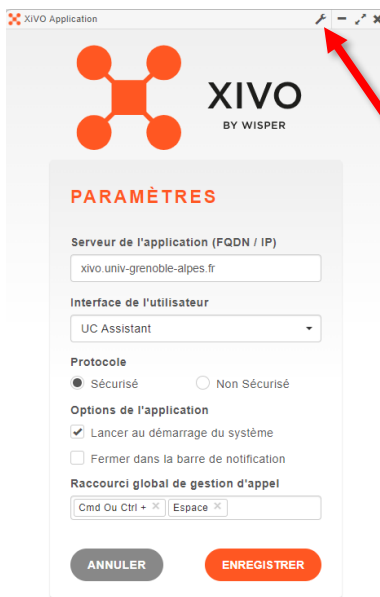 XiVO Application
XIVO
BY WISPER
PARAMÈTRES
Serveur de l'application (FQDN / IP)
xivo.univ-grenoble-alpes.fr
Interface de l'utilisateur
UC Assistant
Protocole
Sécurisé Non Sécurisé
Options de l'application
Lancer au démarrage du système
Fermer dans la barre de notification
Raccourci global de gestion d'appel
Cmd Ou Ctrl + × Espace ×
ANNULER ENREGISTRER